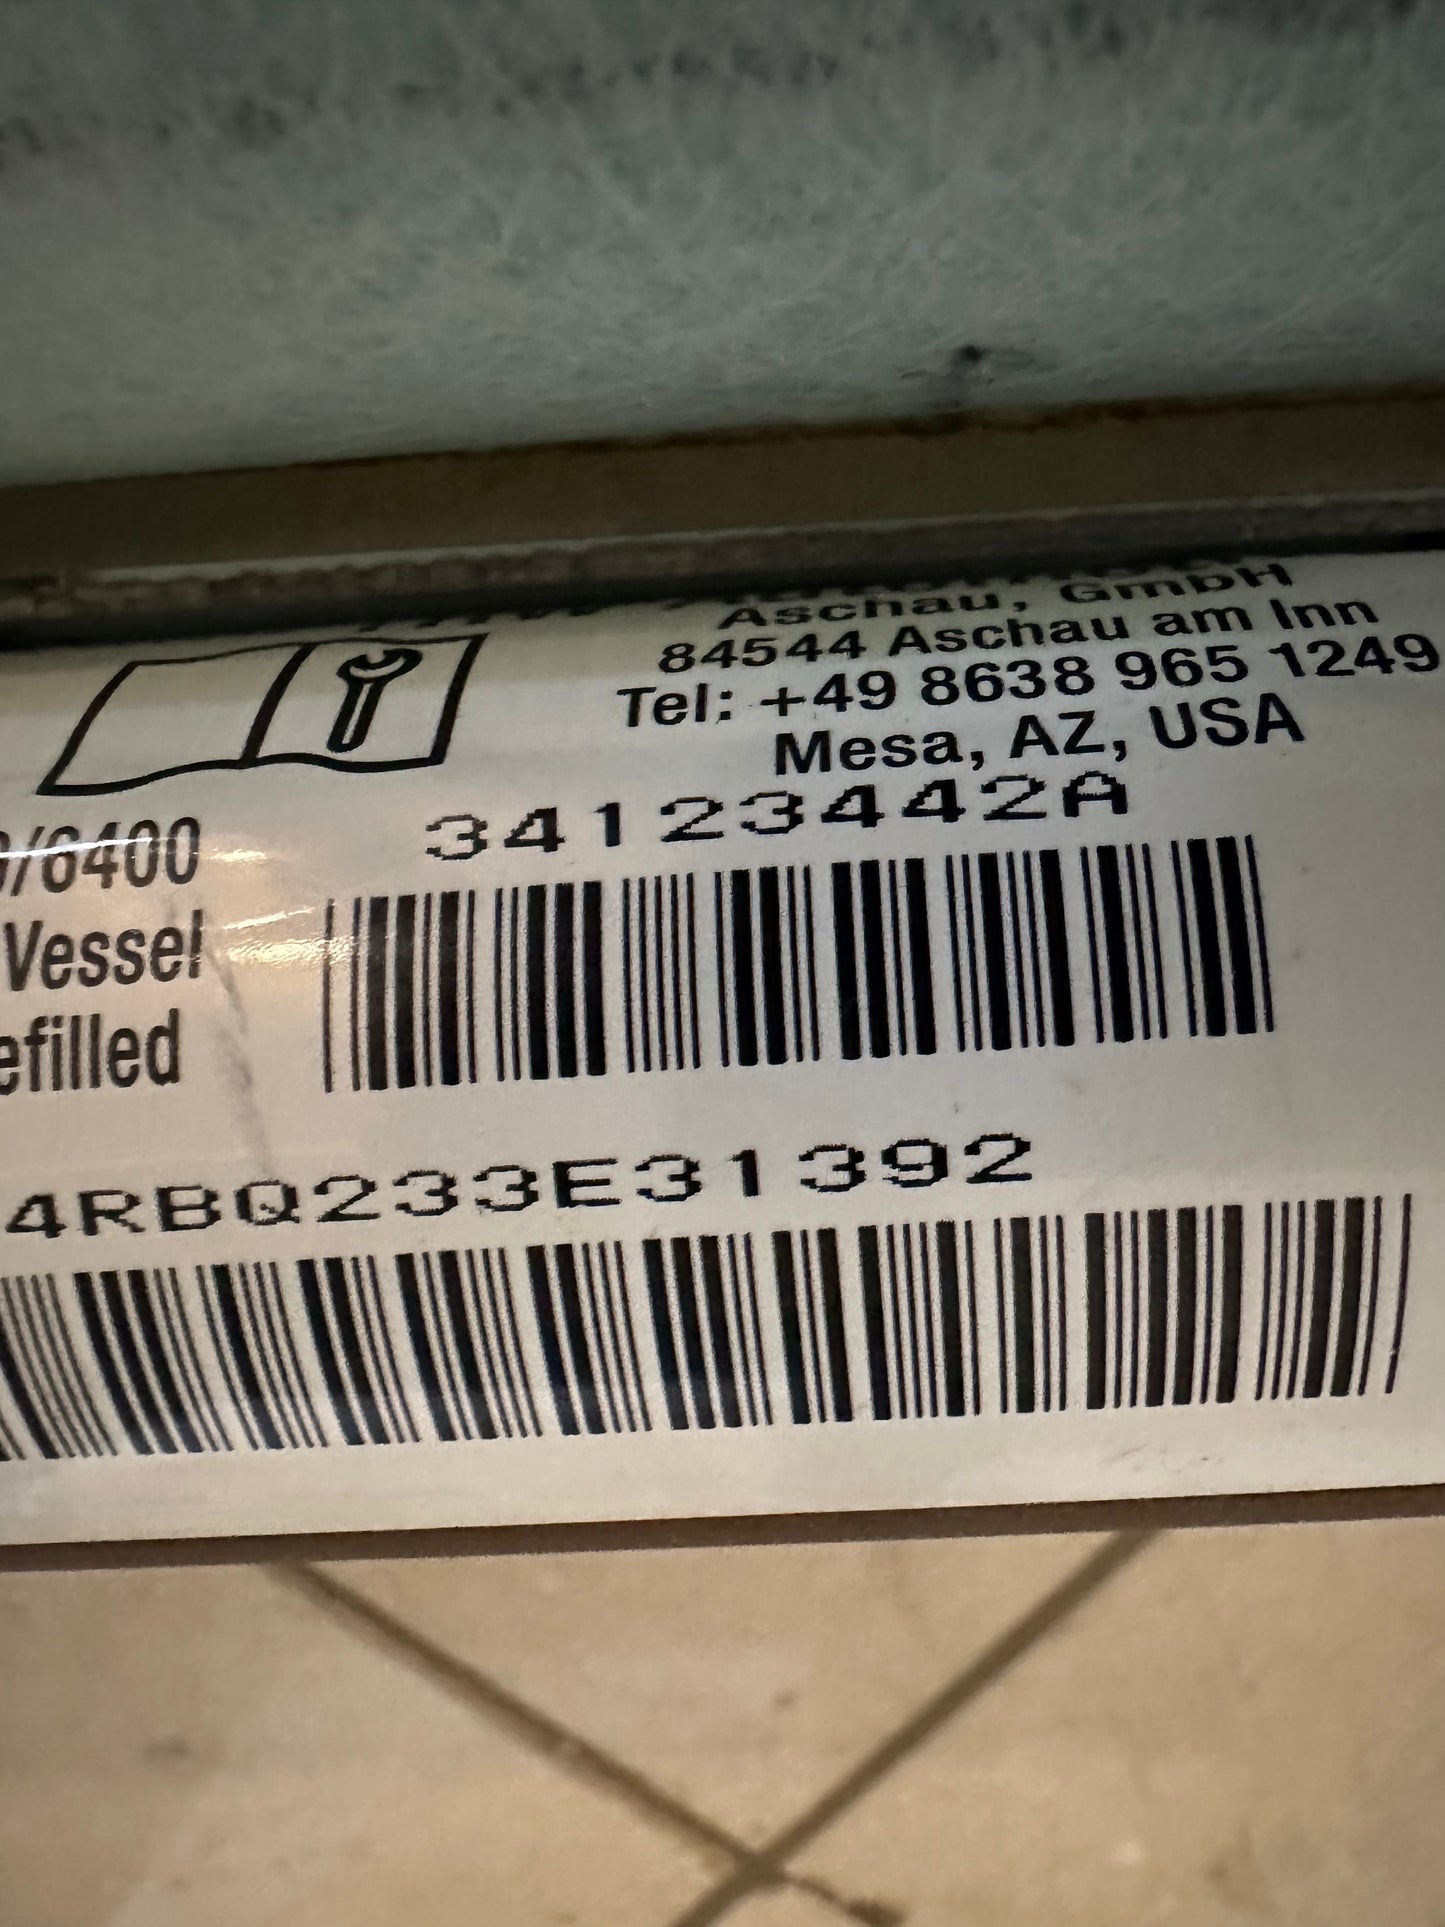 Aschau, GmbH
84544 Aschau am Inn
Tel: +49 8638 965 1249
Mesa, AZ, USA
34123442A
/6400
Vessel
efilled
4RBQ233E31392